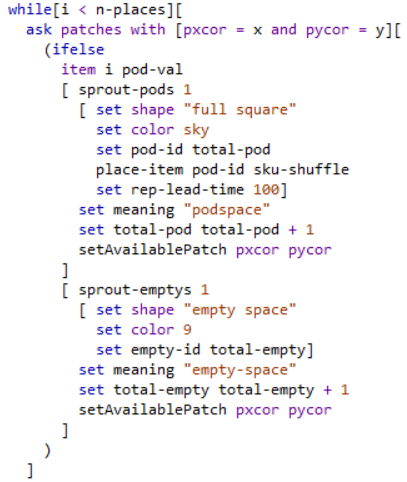 while[i < n-places][
ask patches with [pxcor = x and pycor = y][
(ifelse
item i pod-val
[ sprout-pods 1
[ set shape "full square"
set color sky
set pod-id total-pod
place-item pod-id sku-shuffle
set rep-lead-time 100]
set meaning "podspace"
set total-pod total-pod + 1
setAvailablePatch pxcor pycor
]
[ sprout-emptys 1
[ set shape "empty space"
set color 9
set empty-id total-empty]
set meaning "empty-space"
set total-empty total-empty + 1
setAvailablePatch pxcor pycor
]
)
]